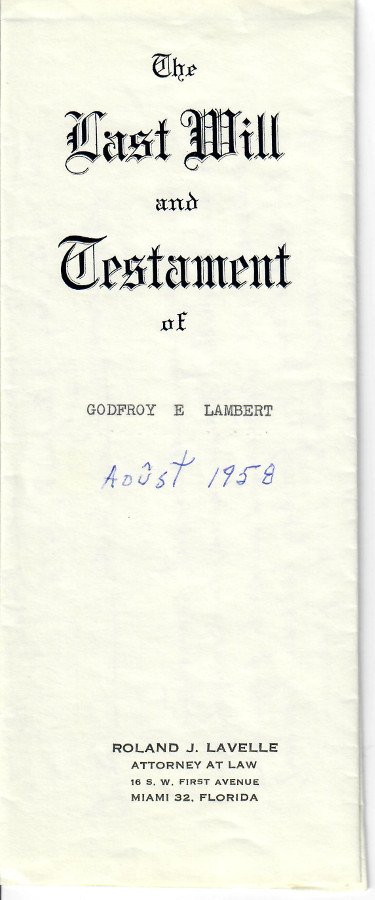 The
Last Will
and
Testament
of
GODFROY E LAMBERT
Aoûst 1958
ROLAND J. LAVELLE
ATTORNEY AT LAW
16 S. W. FIRST AVENUE
MIAMI 32, FLORIDA